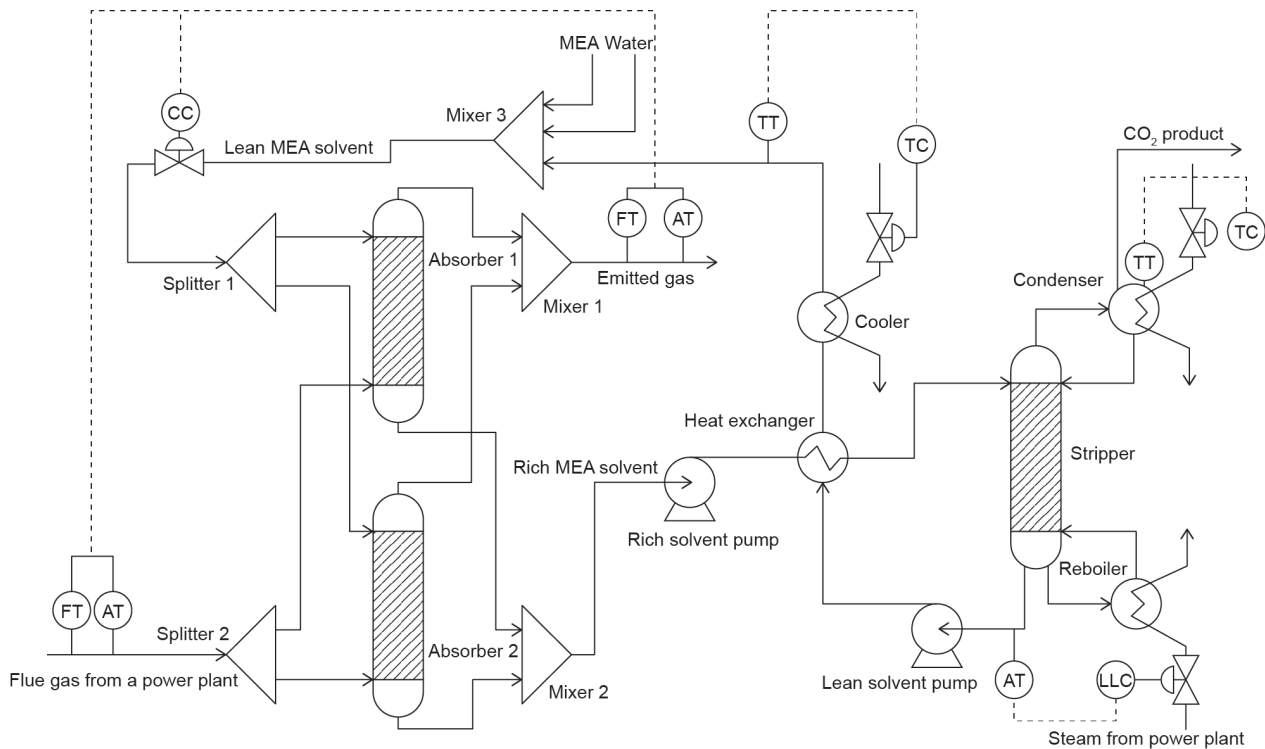 MEA Water
CC
Mixer 3
TT
TC
CO₂ product
Lean MEA solvent
FT
AT
TC
Absorber 1
Emitted gas
Splitter 1
Mixer 1
Condenser
TT
Cooler
Heat exchanger
Rich MEA solvent
Stripper
Rich solvent pump
Reboiler
FT
AT
Splitter 2
Absorber 2
Flue gas from a power plant
Mixer 2
Lean solvent pump
AT
LLC
Steam from power plant